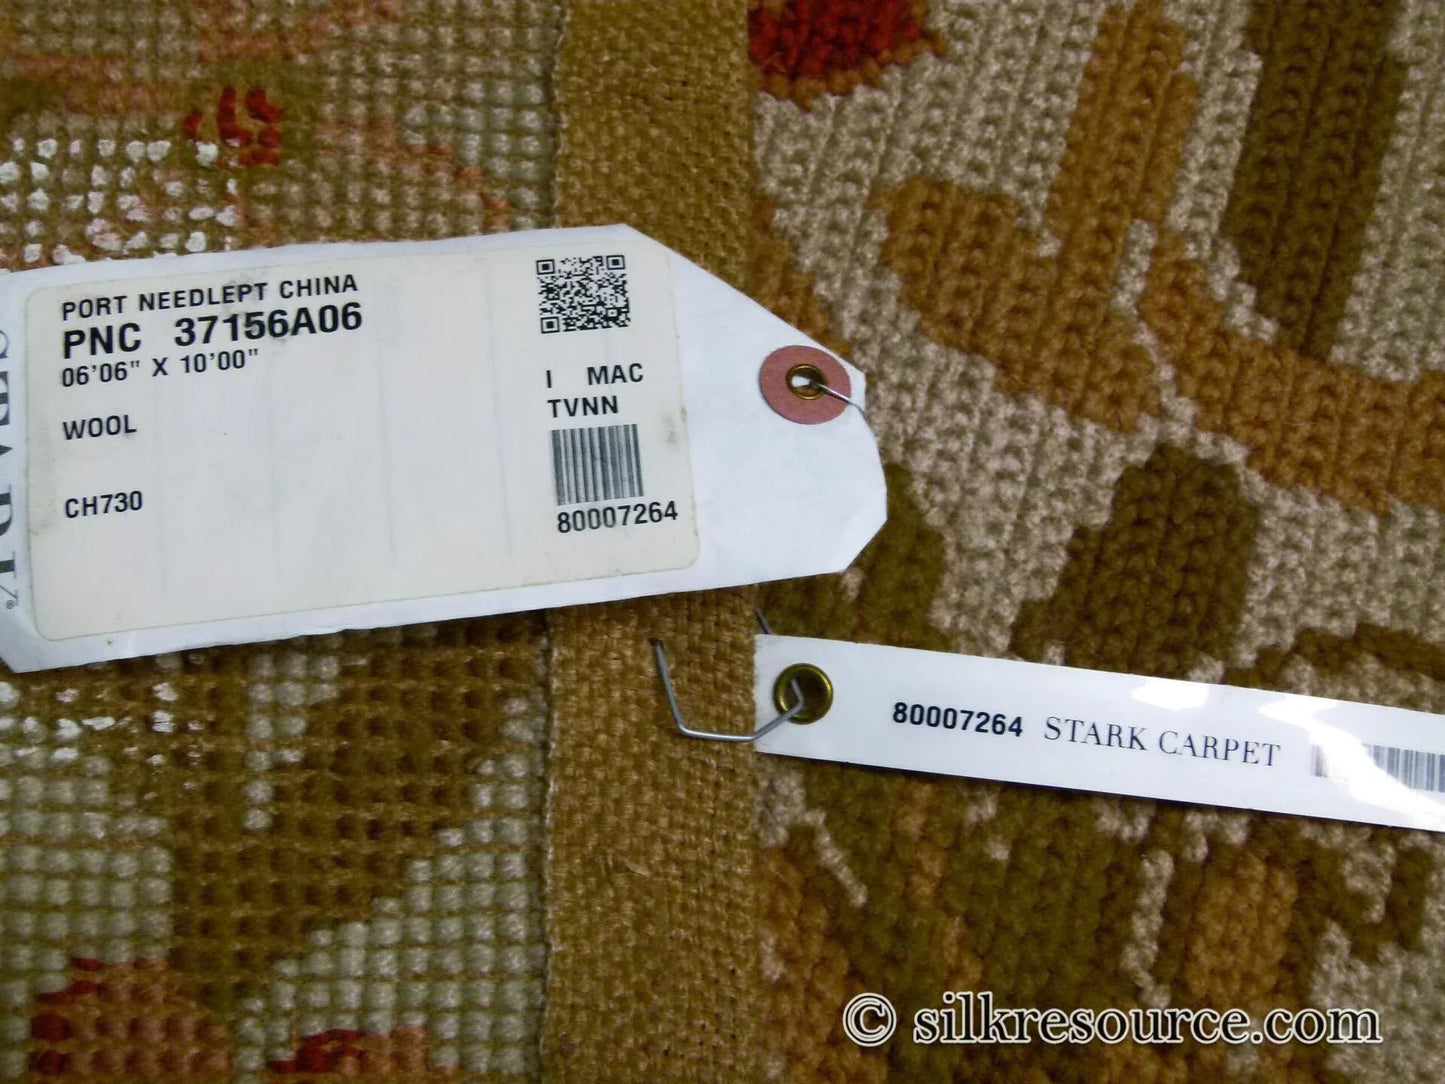 PORT NEEDLEPT CHINA
PNC 37156A06
06'06" X 10'00"
WOOL
CH730
I MAC
TVNN
80007264
80007264 STARK CARPET
© silkresource.com